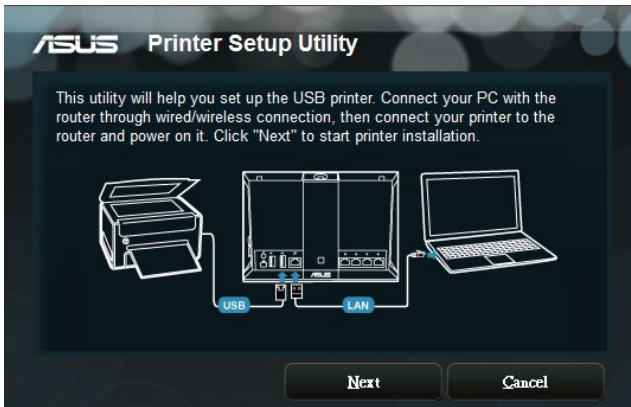 ASUS Printer Setup Utility
This utility will help you set up the USB printer. Connect your PC with the
router through wired/wireless connection, then connect your printer to the
router and power on it. Click "Next" to start printer installation.
ASUS
USB
LAN
Next
Cancel